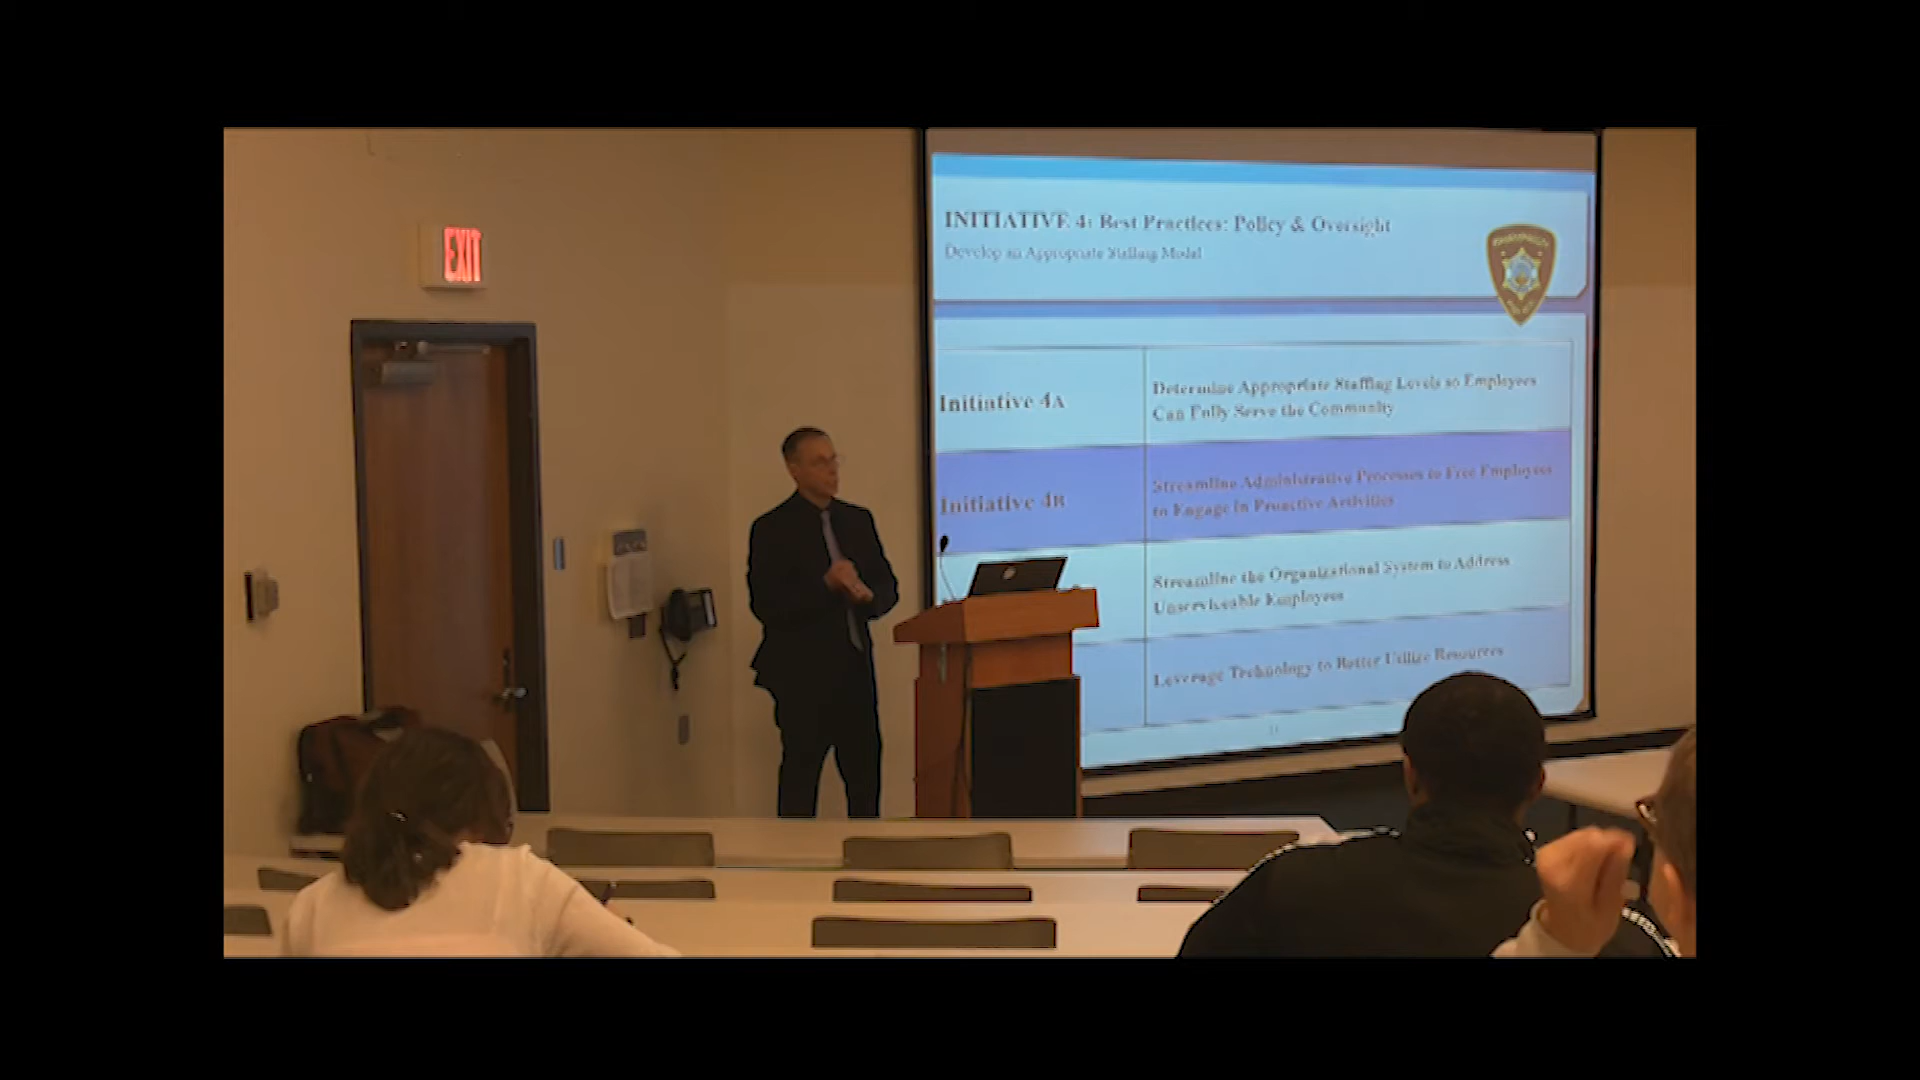 EXIT
INITIATIVE 4: Best Practices: Policy & Oversight
Develop an Appropriate Staffing Model
Initiative 4A
Determine Appropriate Staffing Levels so Employees
Can Fully Serve the Community
Initiative 4B
Streamline Administrative Processes to Free Employees
to Engage in Proactive Activities
Streamline the Organizational System to Address
Unserviceable Employees
Leverage Technology to Better Utilize Resources